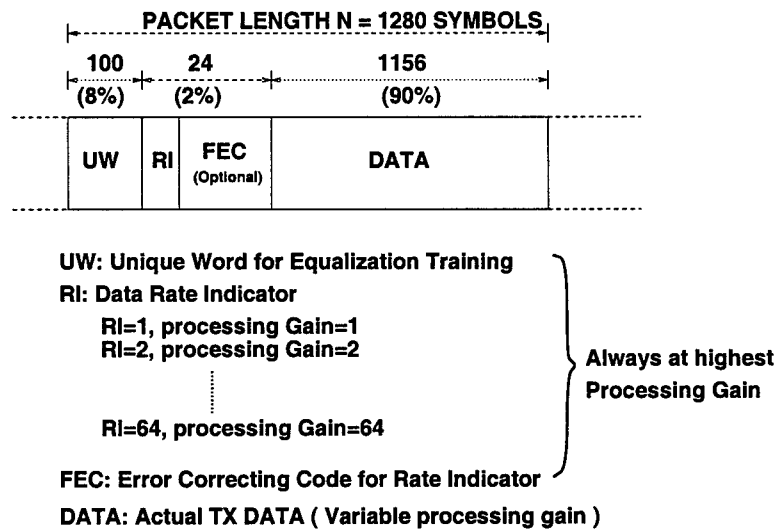 PACKET LENGTH N = 1280 SYMBOLS
100 24 1156
(8%) (2%) (90%)
UW RI FEC (Optional) DATA
UW: Unique Word for Equalization Training
RI: Data Rate Indicator
RI=1, processing Gain=1
RI=2, processing Gain=2
RI=64, processing Gain=64
Always at highest
Processing Gain
FEC: Error Correcting Code for Rate Indicator
DATA: Actual TX DATA ( Variable processing gain )